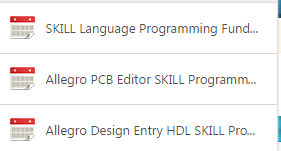 SKILL Language Programming Fund...
Allegro PCB Editor SKILL Programm...
Allegro Design Entry HDL SKILL Pro...